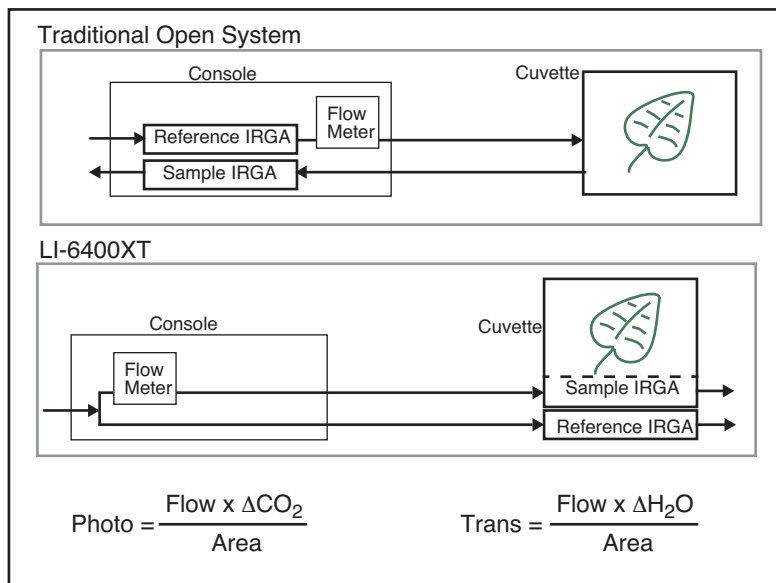 Traditional Open System
Console
Cuvette
Flow
Meter
Reference IRGA
Sample IRGA
LI-6400XT
Console
Cuvette
Flow
Meter
Sample IRGA
Reference IRGA
Photo = Flow x ΔCO₂ / Area
Trans = Flow x ΔH₂O / Area